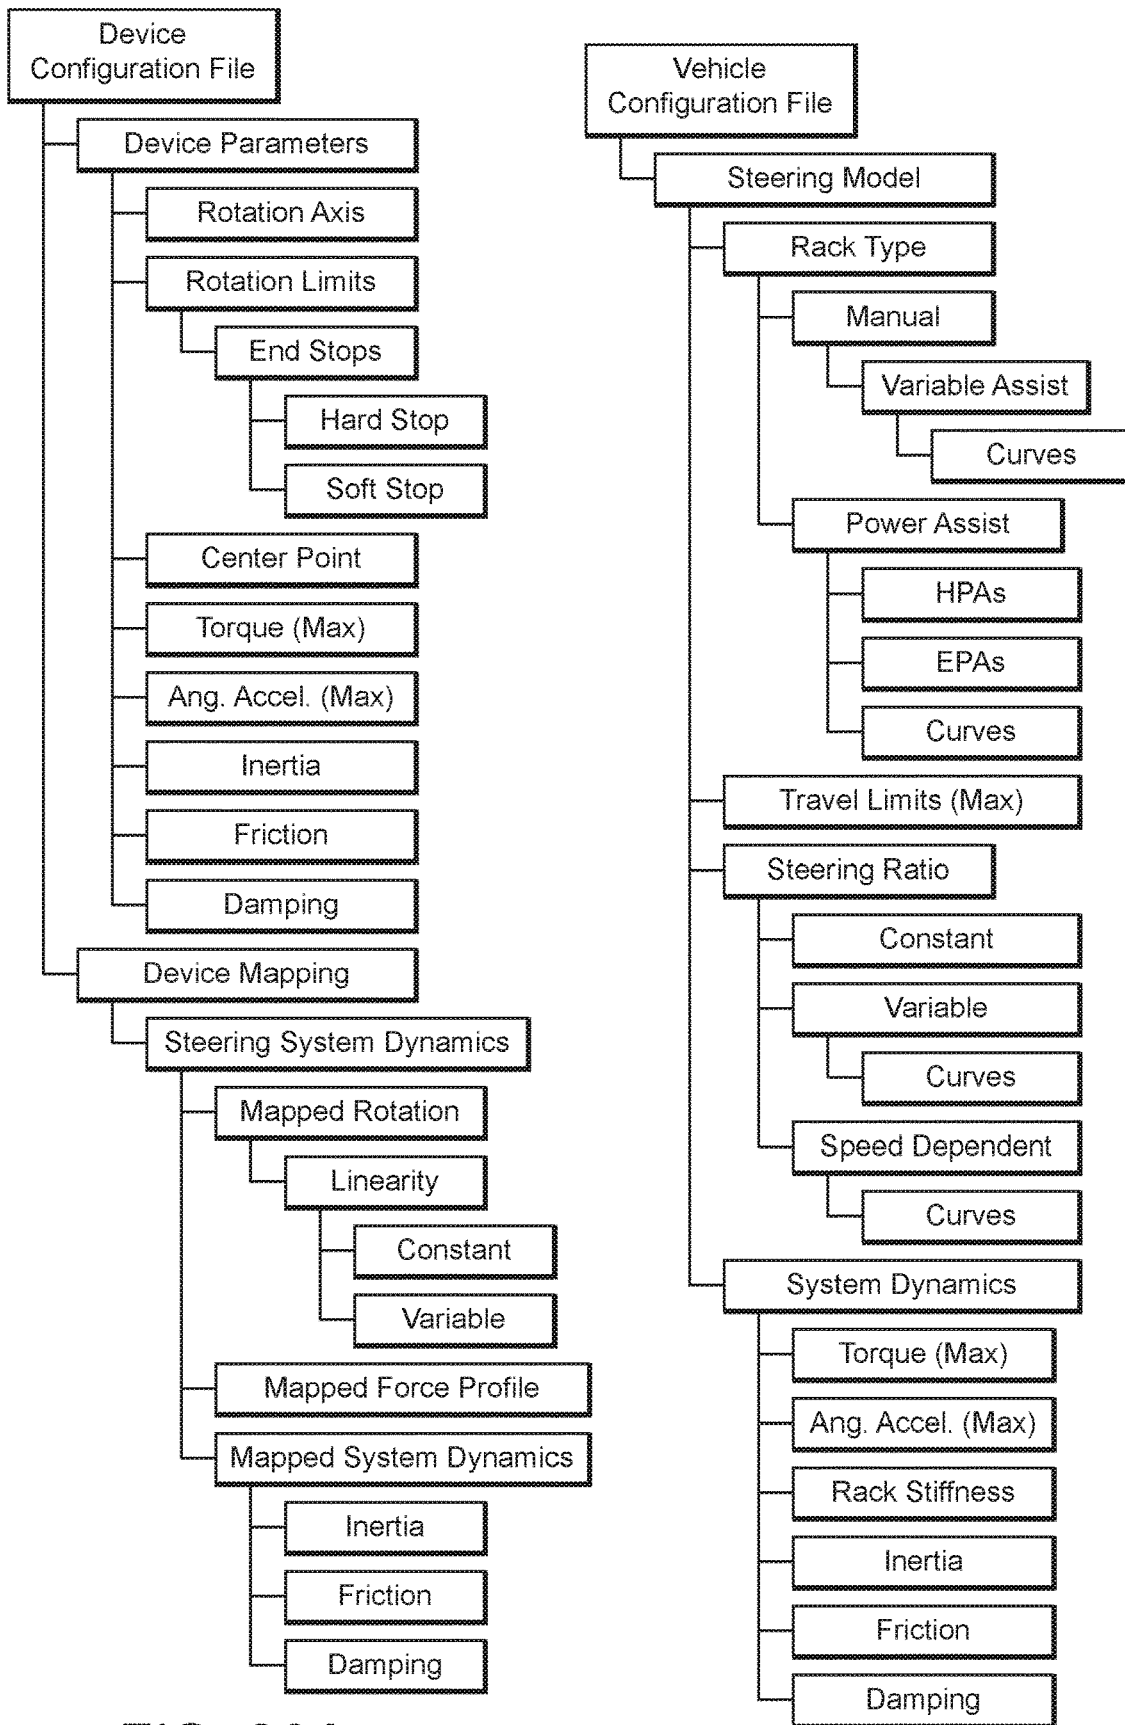 Device
Configuration File
Device Parameters
Rotation Axis
Rotation Limits
End Stops
Hard Stop
Soft Stop
Center Point
Torque (Max)
Ang. Accel. (Max)
Inertia
Friction
Damping
Device Mapping
Steering System Dynamics
Mapped Rotation
Linearity
Constant
Variable
Mapped Force Profile
Mapped System Dynamics
Inertia
Friction
Damping
Vehicle
Configuration File
Steering Model
Rack Type
Manual
Variable Assist
Curves
Power Assist
HPAs
EPAs
Curves
Travel Limits (Max)
Steering Ratio
Constant
Variable
Curves
Speed Dependent
Curves
System Dynamics
Torque (Max)
Ang. Accel. (Max)
Rack Stiffness
Inertia
Friction
Damping